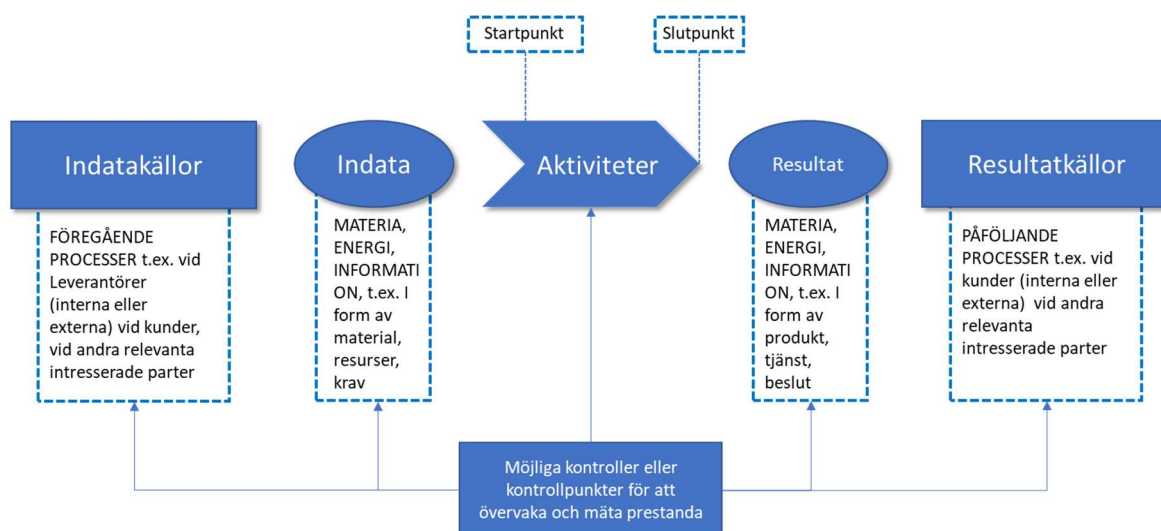 Startpunkt
Slutpunkt
Indatakällor
Indata
Aktiviteter
Resultat
Resultatkällor
FÖREGÅENDE
PROCESSER t.ex. vid
Leverantörer
(interna eller
externa) vid kunder,
vid andra relevanta
intresserade parter
MATERIA,
ENERGI,
INFORMATI
ON, t.ex. I
form av
material,
resurser,
krav
MATERIA,
ENERGI,
INFORMATI
ON, t.ex. I
form av
produkt,
tjänst,
beslut
PÅFÖLJANDE
PROCESSER t.ex. vid
kunder (interna eller
externa) vid andra
relevanta
intresserade parter
Möjliga kontroller eller
kontrollpunkter för att
övervaka och mäta prestanda